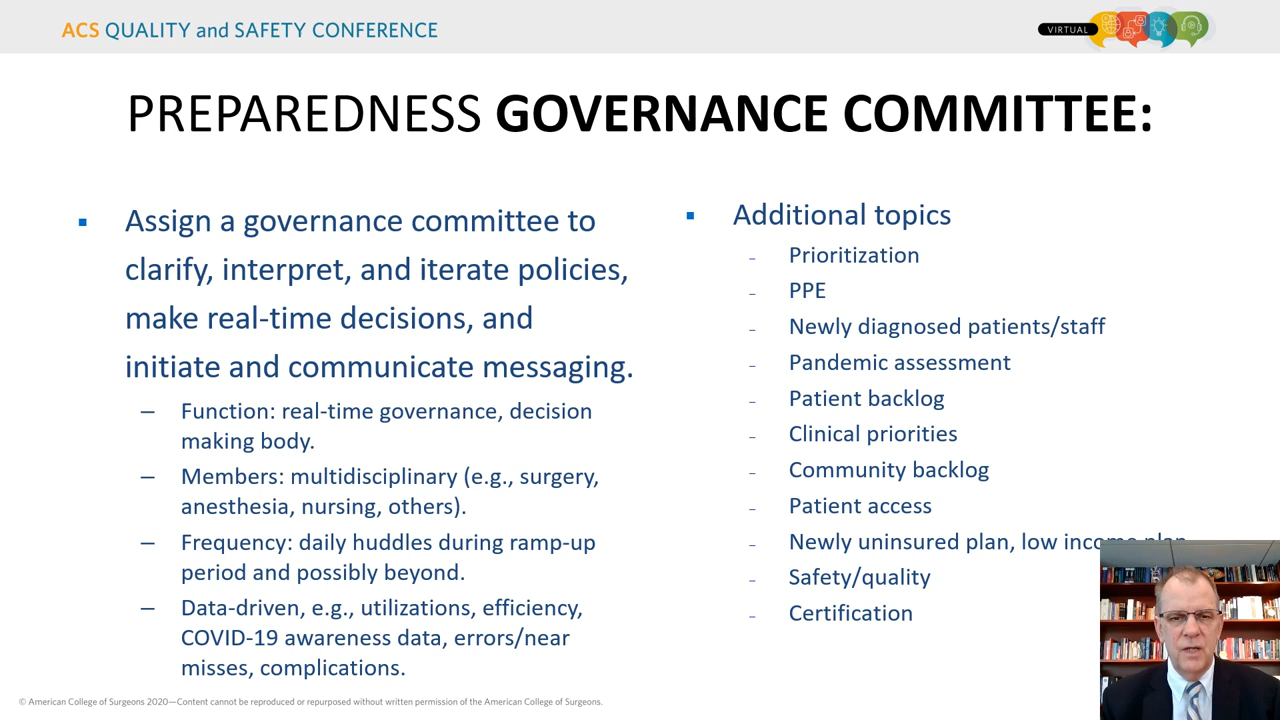 ACS QUALITY and SAFETY CONFERENCE
VIRTUAL
PREPAREDNESS GOVERNANCE COMMITTEE:
▪ Assign a governance committee to
clarify, interpret, and iterate policies,
make real-time decisions, and
initiate and communicate messaging.
– Function: real-time governance, decision
making body.
– Members: multidisciplinary (e.g., surgery,
anesthesia, nursing, others).
– Frequency: daily huddles during ramp-up
period and possibly beyond.
– Data-driven, e.g., utilizations, efficiency,
COVID-19 awareness data, errors/near
misses, complications.
▪ Additional topics
– Prioritization
– PPE
– Newly diagnosed patients/staff
– Pandemic assessment
– Patient backlog
– Clinical priorities
– Community backlog
– Patient access
– Newly uninsured plan, low income plan
– Safety/quality
– Certification
© American College of Surgeons 2020—Content cannot be reproduced or repurposed without written permission of the American College of Surgeons.